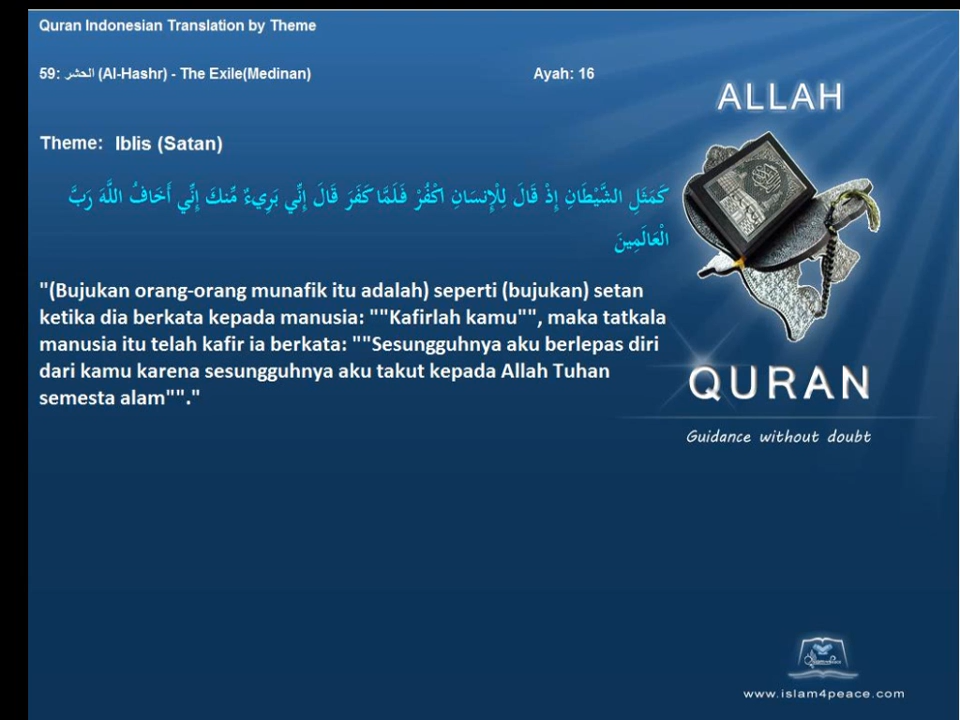 Quran Indonesian Translation by Theme
59: الحشر (Al-Hashr) - The Exile(Medinan)
Ayah: 16
Theme: Iblis (Satan)
كَمَثَلِ الشَّيْطَانِ إِذْ قَالَ لِلْإِنسَانِ اكْفُرْ فَلَمَّا كَفَرَ قَالَ إِنِّي بَرِيءٌ مِّنكَ إِنِّي أَخَافُ اللَّهَ رَبَّ
الْعَالَمِينَ
"(Bujukan orang-orang munafik itu adalah) seperti (bujukan) setan
ketika dia berkata kepada manusia: ""Kafirlah kamu"", maka tatkala
manusia itu telah kafir ia berkata: ""Sesungguhnya aku berlepas diri
dari kamu karena sesungguhnya aku takut kepada Allah Tuhan
semesta alam""."
ALLAH
QURAN
Guidance without doubt
www.islam4peace.com